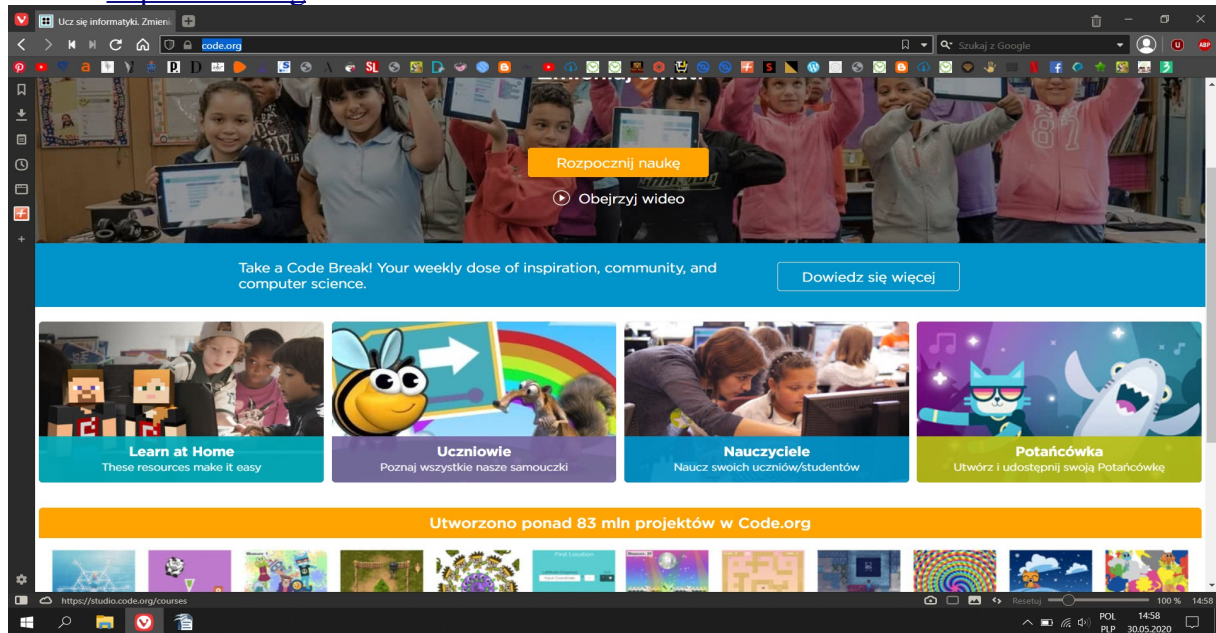 Ucz się informatyki. Zmieni
code.org
Szukaj z Google
Rozpocznij naukę
Obejrzyj wideo
Take a Code Break! Your weekly dose of inspiration, community, and
computer science.
Dowiedz się więcej
Learn at Home
These resources make it easy
Uczniowie
Poznaj wszystkie nasze samouczki
Nauczyciele
Naucz swoich uczniów/studentów
Potańcówka
Utwórz i udostępnij swoją Potańcówkę
Utworzono ponad 83 mln projektów w Code.org
https://studio.code.org/courses
Resetuj
100 %
14:58
POL
PLP
14:58
30.05.2020